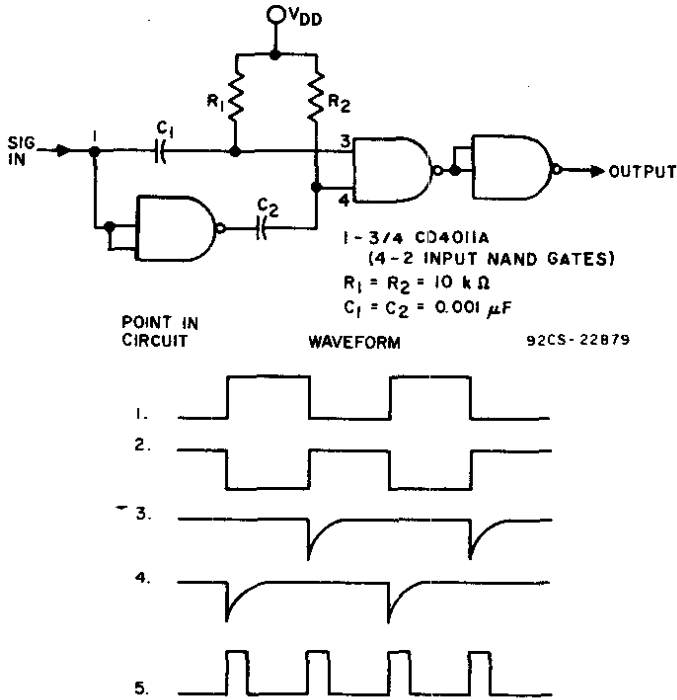 VDD
R1
R2
C1
SIG
IN
1
3
4
C2
OUTPUT
1-3/4 CD4011A
(4-2 INPUT NAND GATES)
R1 = R2 = 10 k Ω
C1 = C2 = 0.001 μF
POINT IN
CIRCUIT
WAVEFORM
92CS-22879
1.
2.
3.
4.
5.